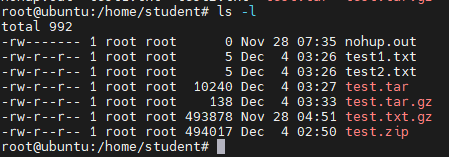 root@ubuntu:/home/student# ls -l
total 992
-rw------- 1 root root      0 Nov 28 07:35 nohup.out
-rw-r--r-- 1 root root      5 Dec  4 03:26 test1.txt
-rw-r--r-- 1 root root      5 Dec  4 03:26 test2.txt
-rw-r--r-- 1 root root  10240 Dec  4 03:27 test.tar
-rw-r--r-- 1 root root    138 Dec  4 03:33 test.tar.gz
-rw-r--r-- 1 root root 493878 Nov 28 04:51 test.txt.gz
-rw-r--r-- 1 root root 494017 Dec  4 02:50 test.zip
root@ubuntu:/home/student#